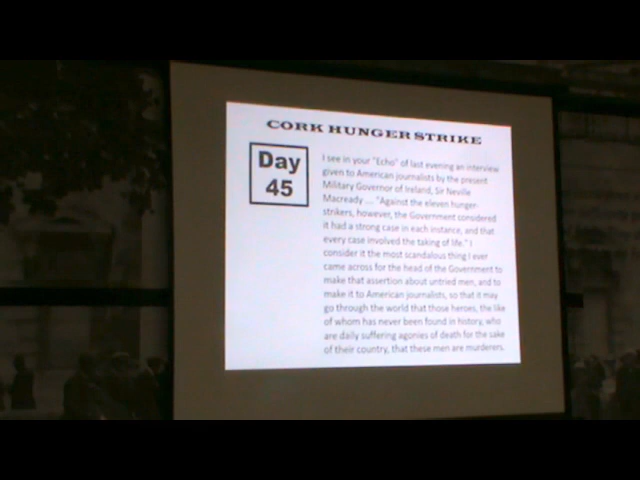 CORK HUNGER STRIKE
Day
45
I see in your "Echo" of last evening an interview
given to American journalists by the present
Military Governor of Ireland, Sir Neville
Macready .... "Against the eleven hunger-
strikers, however, the Government considered
it had a strong case in each instance, and that
every case involved the taking of life." I
consider it the most scandalous thing I ever
came across for the head of the Government to
make that assertion about untried men, and to
make it to American journalists, so that it may
go through the world that those heroes, the like
of whom has never been found in history, who
are daily suffering agonies of death for the sake
of their country, that these men are murderers.